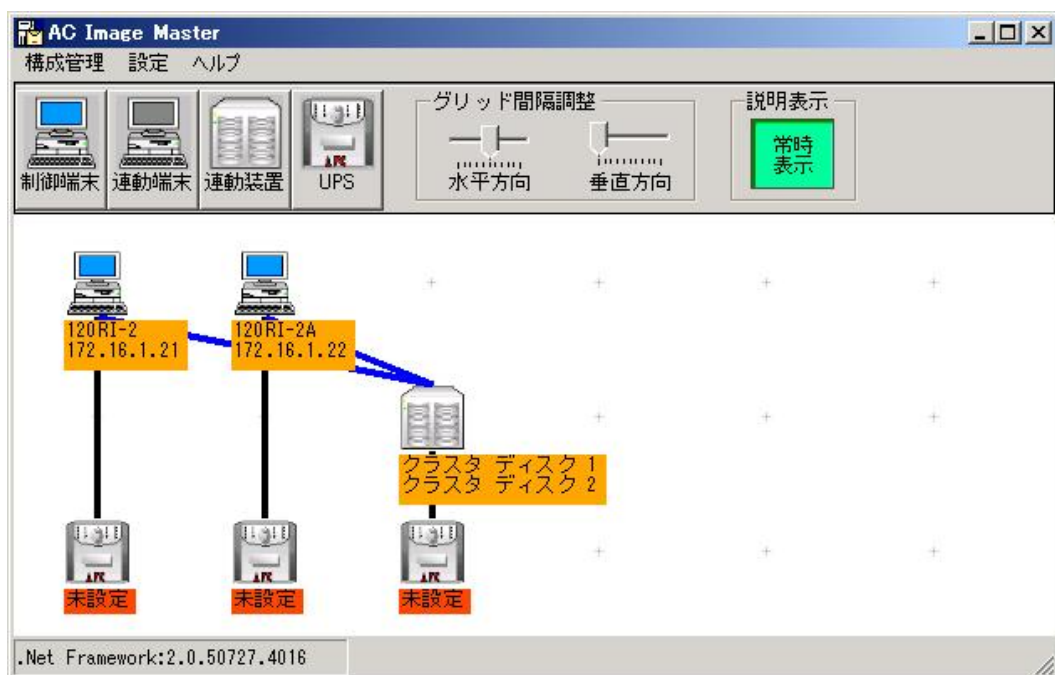 AC Image Master
構成管理 設定 ヘルプ
制御端末 連動端末 連動装置 UPS
グリッド間隔調整
水平方向 垂直方向
説明表示
常時
表示
120RI-2
172.16.1.21
120RI-2A
172.16.1.22
クラスタ ディスク 1
クラスタ ディスク 2
未設定 未設定 未設定
.Net Framework:2.0.50727.4016